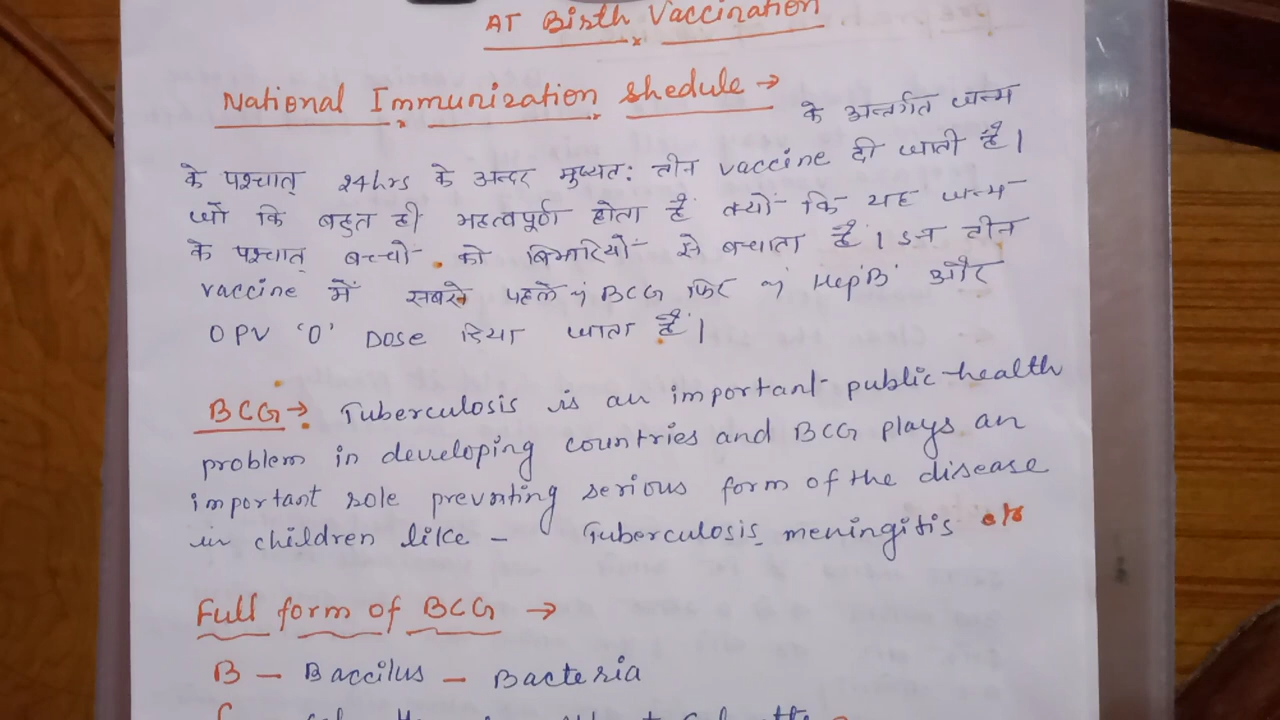 AT Birth Vaccination
National Immunization shedule →
के अन्तर्गत जन्म
के पश्चात् 24hrs के अन्दर मुख्यत: तीन vaccine दी जाती है।
जो कि बहुत ही महत्वपूर्ण होता है क्यों कि यह जन्म
के पश्चात् बच्चों को बिमारियों से बचाता है। इन तीन
vaccine में सबसे पहले BCG फिर HepB और
OPV 'O' Dose दिया जाता है।
BCG → Tuberculosis is an important public health
problem in developing countries and BCG plays an
important role prevnting serious form of the disease
in children like - Tuberculosis meningitis
Full form of BCG →
B - Baccilus - Bacteria